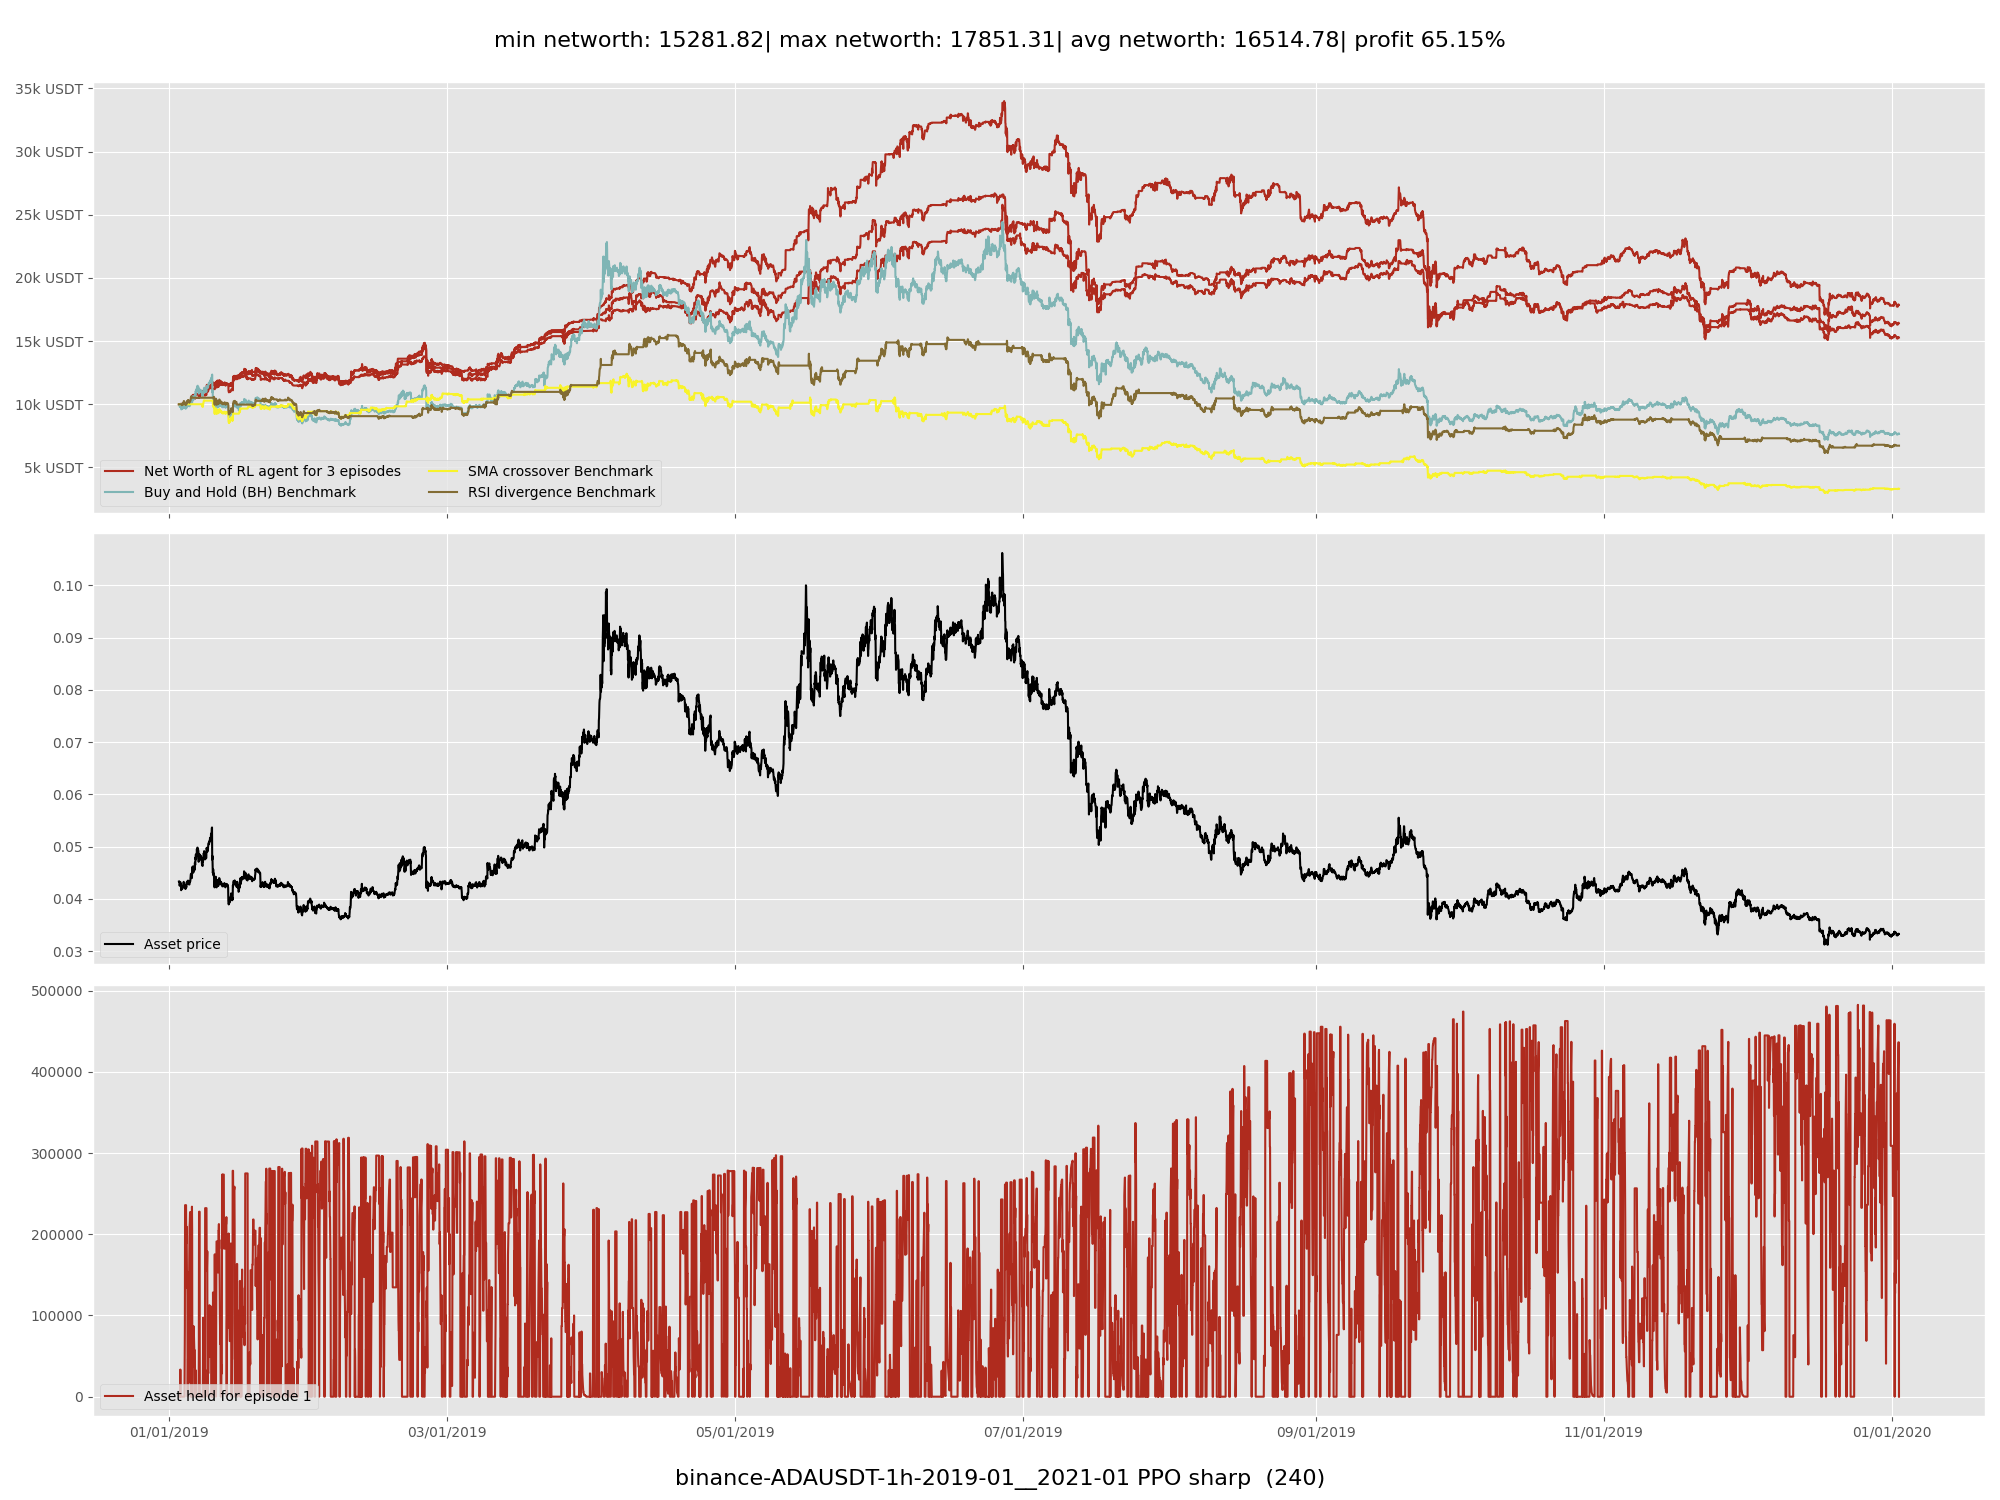 min networth: 15281.82| max networth: 17851.31| avg networth: 16514.78| profit 65.15%
35k USDT
30k USDT
25k USDT
20k USDT
15k USDT
10k USDT
5k USDT
Net Worth of RL agent for 3 episodes
Buy and Hold (BH) Benchmark
SMA crossover Benchmark
RSI divergence Benchmark
0.10
0.09
0.08
0.07
0.06
0.05
0.04
0.03
Asset price
500000
400000
300000
200000
100000
0
Asset held for episode 1
01/01/2019 03/01/2019 05/01/2019 07/01/2019 09/01/2019 11/01/2019 01/01/2020
binance-ADAUSDT-1h-2019-01__2021-01 PPO sharp (240)